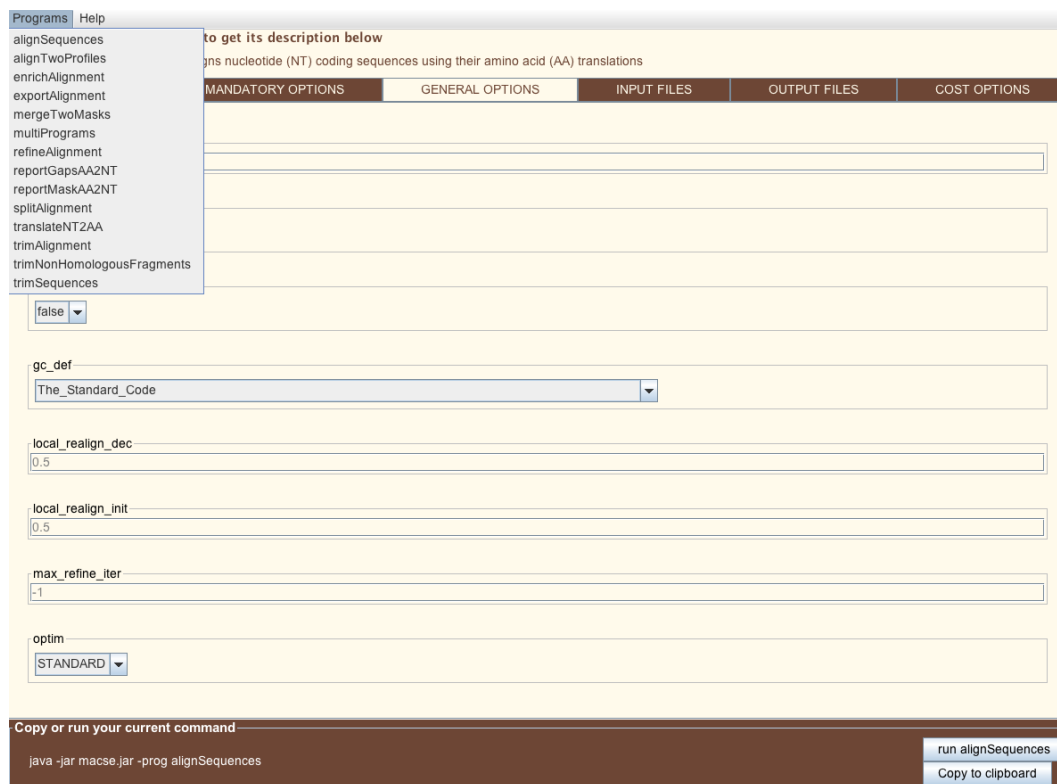 Programs Help
alignSequences
alignTwoProfiles
enrichAlignment
exportAlignment
mergeTwoMasks
multiPrograms
refineAlignment
reportGapsAA2NT
reportMaskAA2NT
splitAlignment
translateNT2AA
trimAlignment
trimNonHomologousFragments
trimSequences
to get its description below
gns nucleotide (NT) coding sequences using their amino acid (AA) translations
MANDATORY OPTIONS GENERAL OPTIONS INPUT FILES OUTPUT FILES COST OPTIONS
false
gc_def
The_Standard_Code
local_realign_dec
0.5
local_realign_init
0.5
max_refine_iter
-1
optim
STANDARD
Copy or run your current command
java -jar macse.jar -prog alignSequences
run alignSequences
Copy to clipboard